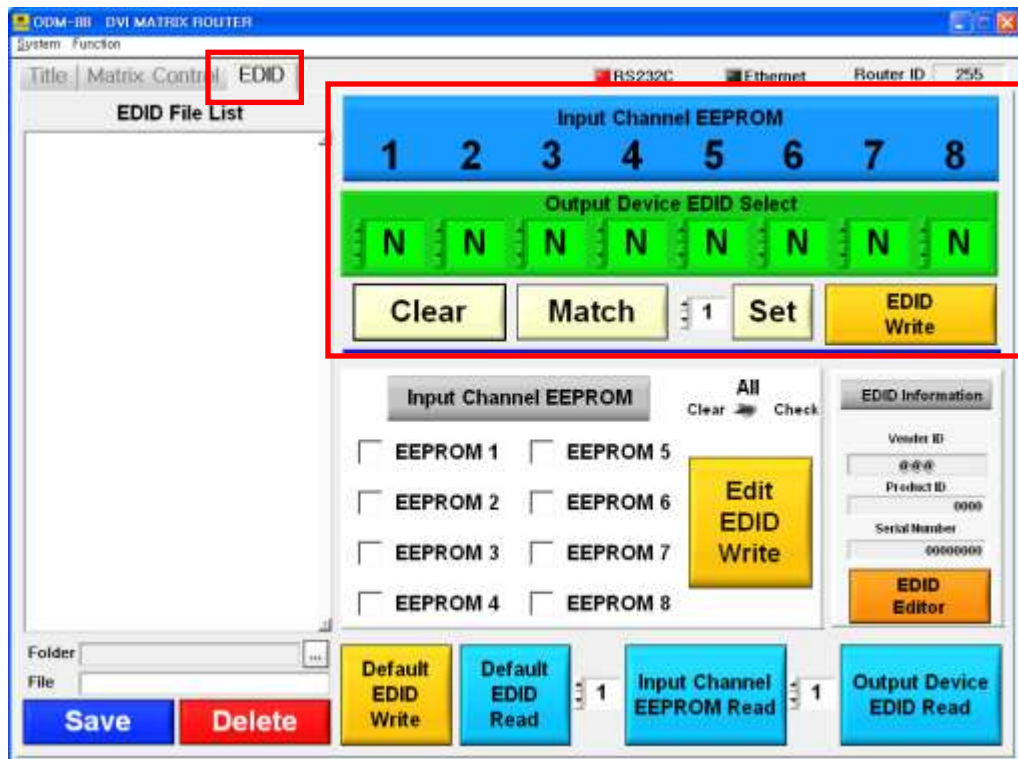 ODM-88 DVI MATRIX ROUTER
System Function
Title Matrix Control EDID RS232C Ethernet Router ID 255
EDID File List
Input Channel EEPROM
1 2 3 4 5 6 7 8
Output Device EDID Select
N N N N N N N N
Clear Match 1 Set EDID Write
Input Channel EEPROM
All
Clear Check
EEPROM 1 EEPROM 5
EEPROM 2 EEPROM 6
EEPROM 3 EEPROM 7
EEPROM 4 EEPROM 8
Edit
EDID
Write
EDID Information
Vender ID
@@@
Product ID
0000
Serial Number
00000000
EDID
Editor
Folder ...
File
Save Delete
Default
EDID
Write
Default
EDID
Read
1
Input Channel
EEPROM Read
1
Output Device
EDID Read